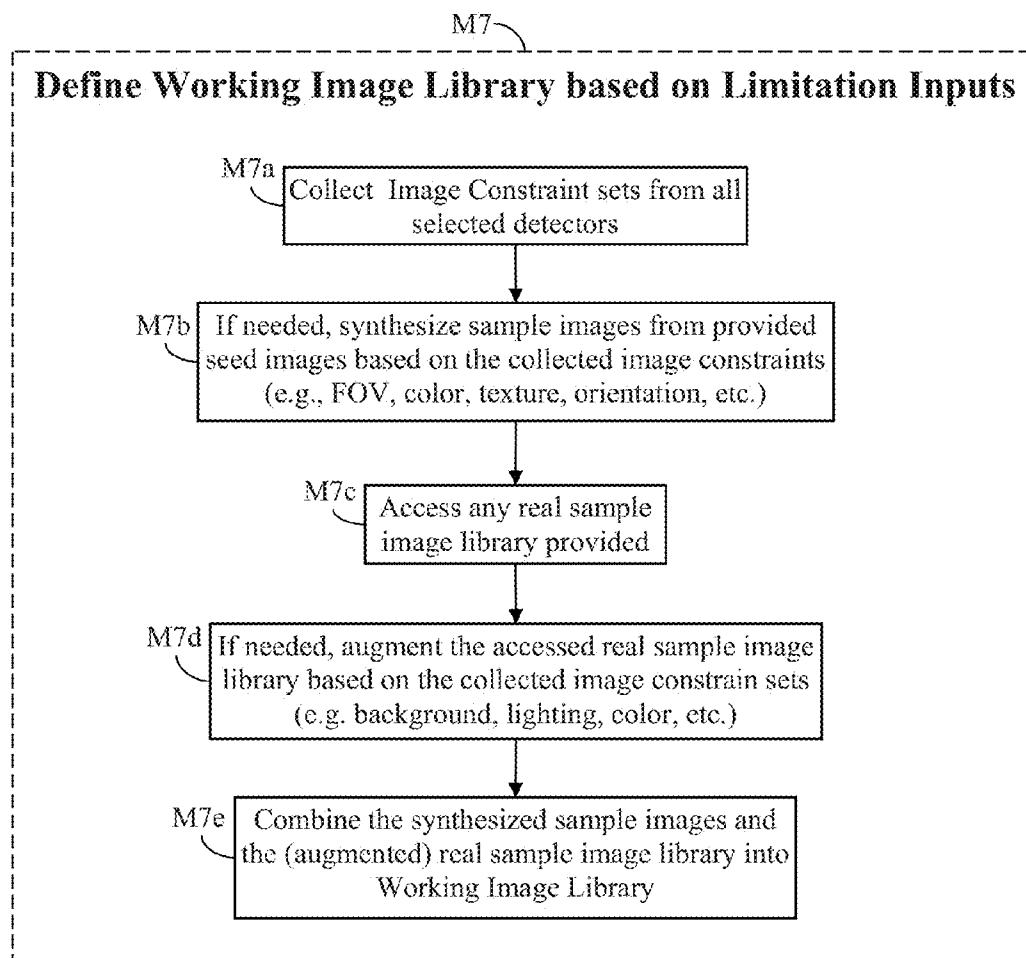 M7
Define Working Image Library based on Limitation Inputs
M7a
Collect Image Constraint sets from all
selected detectors
M7b
If needed, synthesize sample images from provided
seed images based on the collected image constraints
(e.g., FOV, color, texture, orientation, etc.)
M7c
Access any real sample
image library provided
M7d
If needed, augment the accessed real sample image
library based on the collected image constrain sets
(e.g. background, lighting, color, etc.)
M7e
Combine the synthesized sample images and
the (augmented) real sample image library into
Working Image Library